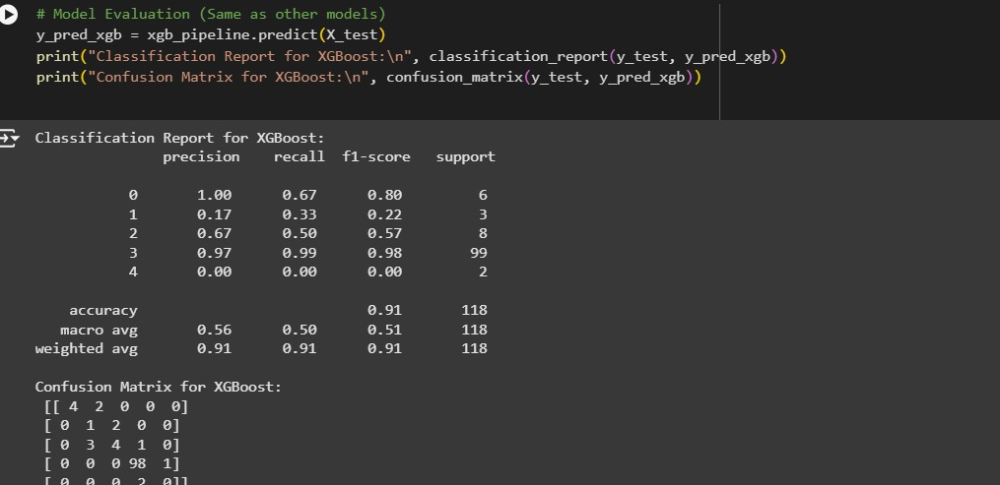 # Model Evaluation (Same as other models)
y_pred_xgb = xgb_pipeline.predict(X_test)
print("Classification Report for XGBoost:\n", classification_report(y_test, y_pred_xgb))
print("Confusion Matrix for XGBoost:\n", confusion_matrix(y_test, y_pred_xgb))
Classification Report for XGBoost:
precision recall f1-score support
0 1.00 0.67 0.80 6
1 0.17 0.33 0.22 3
2 0.67 0.50 0.57 8
3 0.97 0.99 0.98 99
4 0.00 0.00 0.00 2
accuracy 0.91 118
macro avg 0.56 0.50 0.51 118
weighted avg 0.91 0.91 0.91 118
Confusion Matrix for XGBoost:
[[ 4 2 0 0 0]
[ 0 1 2 0 0]
[ 0 3 4 1 0]
[ 0 0 0 98 1]
[ 0 0 0 2 0]]